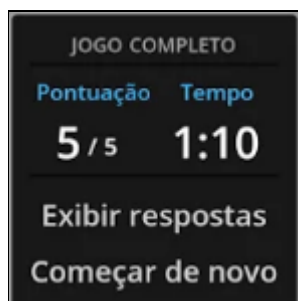 JOGO COMPLETO
Pontuação Tempo
5 / 5 1:10
Exibir respostas
Começar de novo